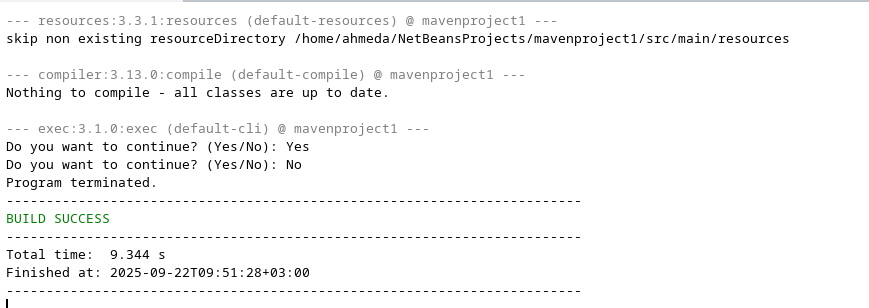 --- resources:3.3.1:resources (default-resources) @ mavenproject1 ---
skip non existing resourceDirectory /home/ahmeda/NetBeansProjects/mavenproject1/src/main/resources
--- compiler:3.13.0:compile (default-compile) @ mavenproject1 ---
Nothing to compile - all classes are up to date.
--- exec:3.1.0:exec (default-cli) @ mavenproject1 ---
Do you want to continue? (Yes/No): Yes
Do you want to continue? (Yes/No): No
Program terminated.
------------------------------------------------------------------------
BUILD SUCCESS
------------------------------------------------------------------------
Total time:  9.344 s
Finished at: 2025-09-22T09:51:28+03:00
------------------------------------------------------------------------